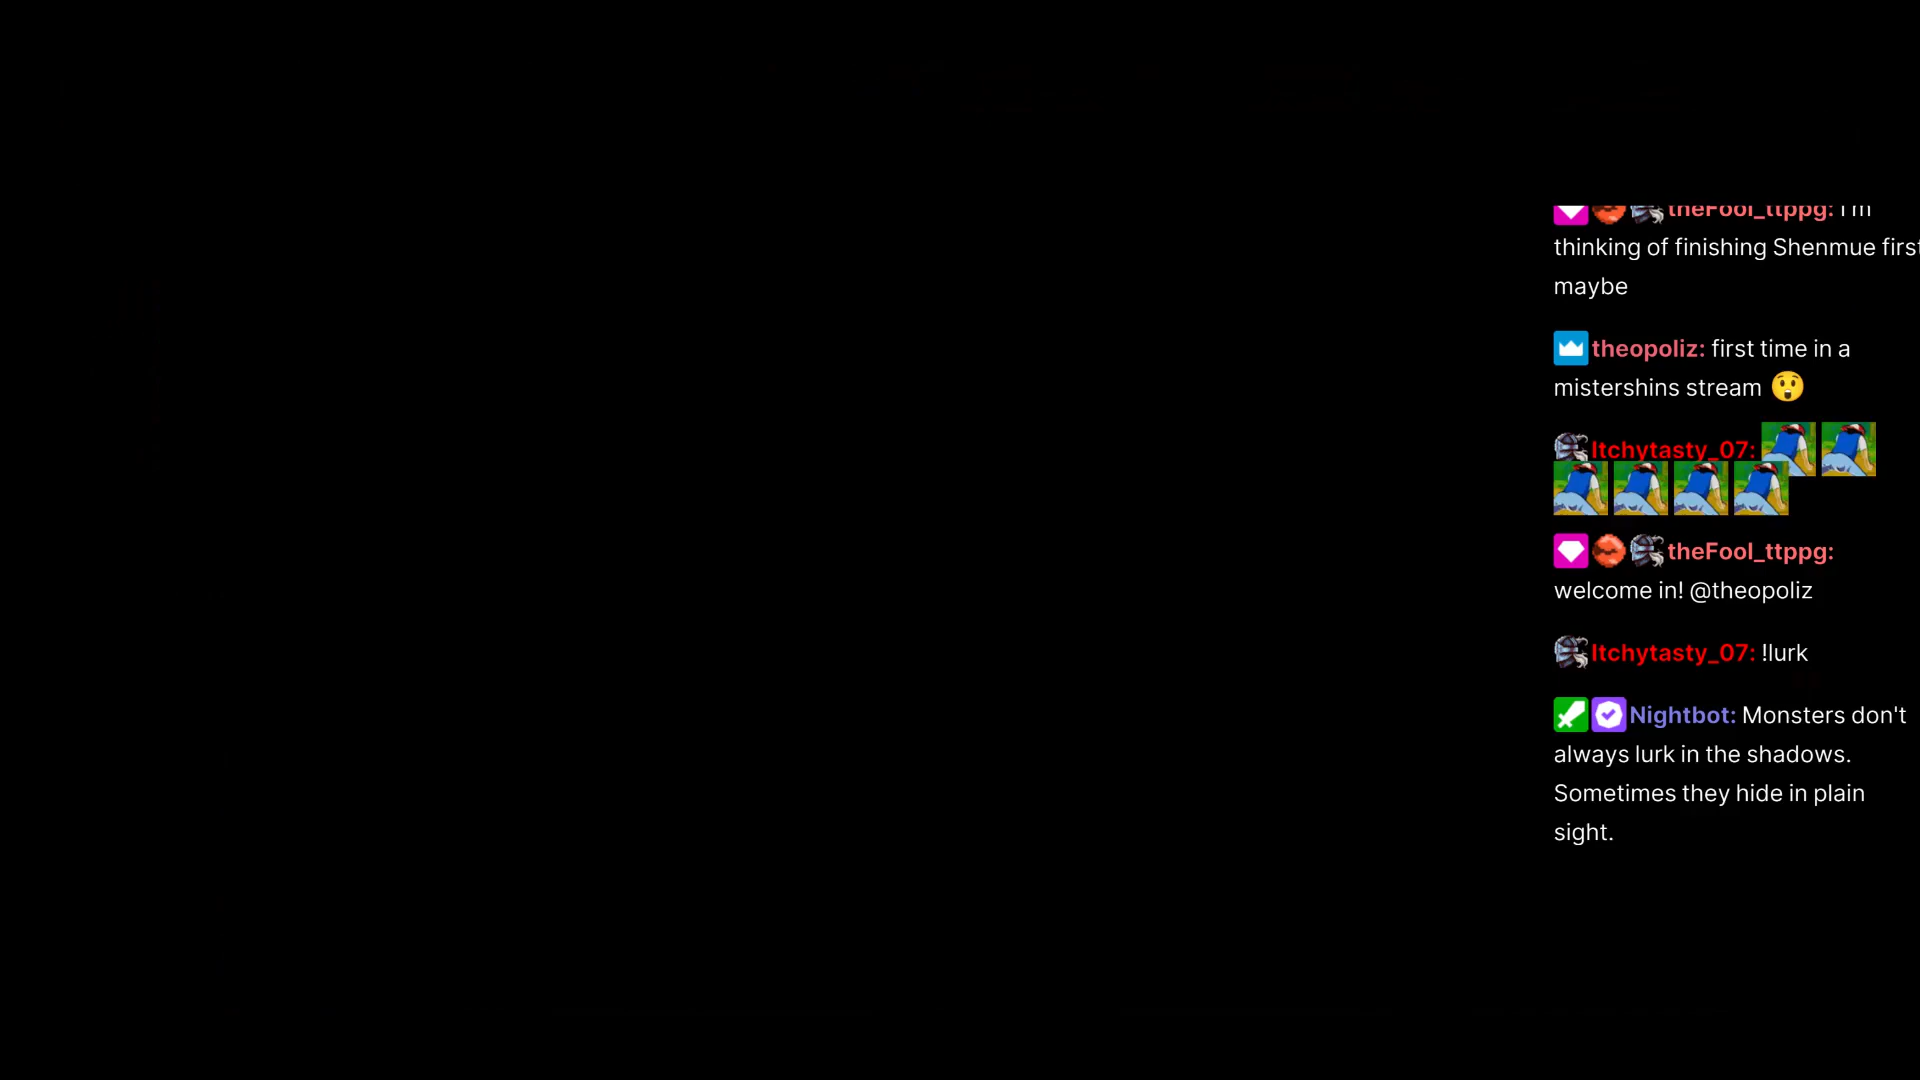 theFool_ttppg: I'm
thinking of finishing Shenmue first
maybe
theopoliz: first time in a
mistershins stream 😲
Itchytasty_07:
theFool_ttppg:
welcome in! @theopoliz
Itchytasty_07: !lurk
Nightbot: Monsters don't
always lurk in the shadows.
Sometimes they hide in plain
sight.